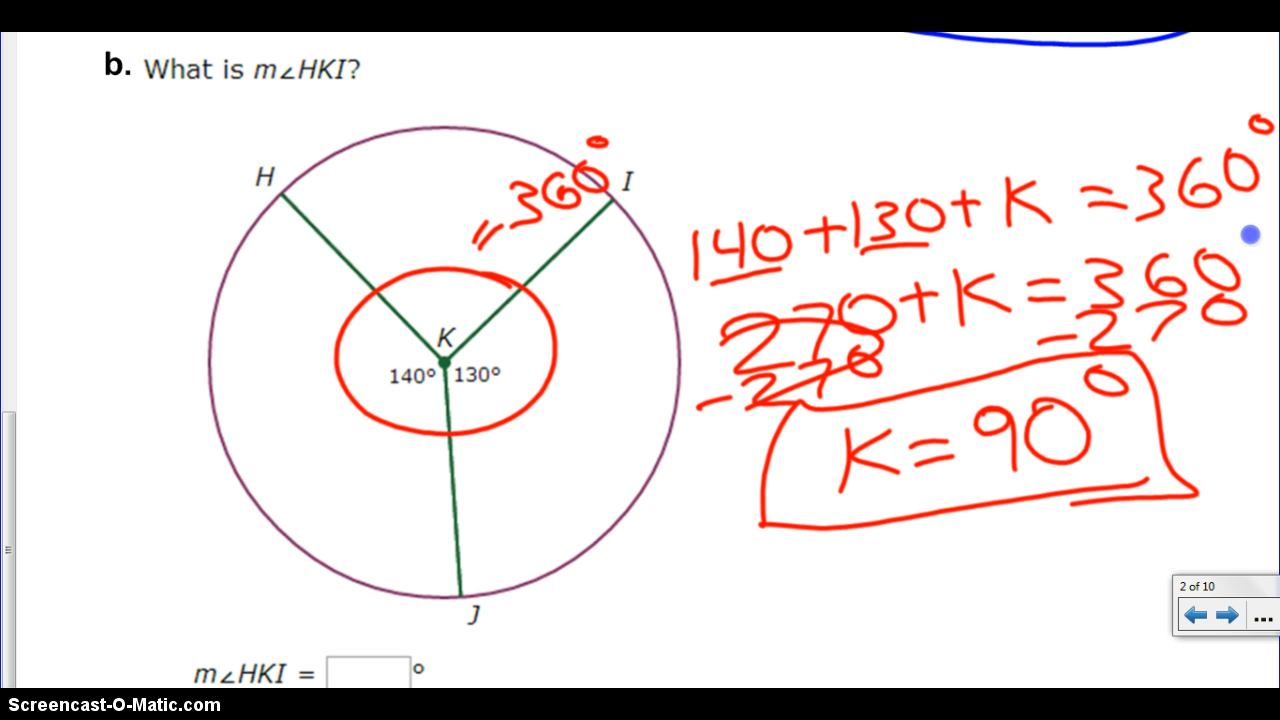 b. What is m∠HKI?
H
= 360°
I
K
140° 130°
J
140 + 130 + K = 360°
270 + K = 360
- 270 - 270
K = 90°
m∠HKI = °
2 of 10
...
Screencast-O-Matic.com